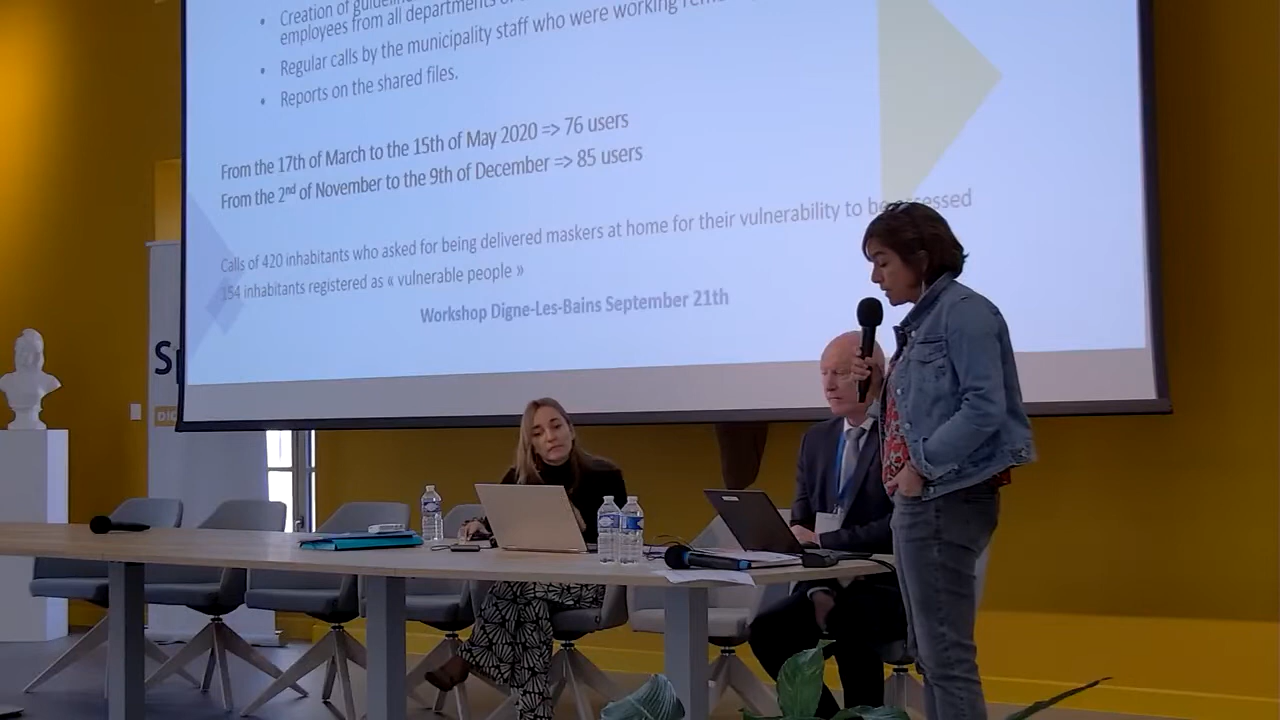 Creation of
employees from all departments
Regular calls by the municipality staff who were working
Reports on the shared files.
From the 17th of March to the 15th of May 2020 => 76 users
From the 2nd of November to the 9th of December => 85 users
Calls of 420 inhabitants who asked for being delivered maskers at home for their vulnerability to be assessed
154 inhabitants registered as « vulnerable people »
Workshop Digne-Les-Bains September 21th